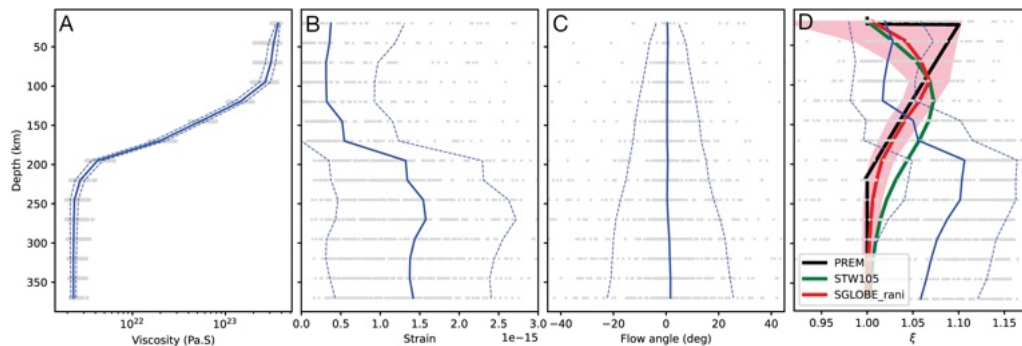 A
B
C
D
50
100
150
200
250
300
350
Depth (km)
10²²
10²³
Viscosity (Pa.S)
0.0
0.5
1.0
1.5
2.0
2.5
3.0
1e−15
Strain
−40
−20
0
20
40
Flow angle (deg)
PREM
STW105
SGLOBE_rani
0.95
1.00
1.05
1.10
1.15
ξ